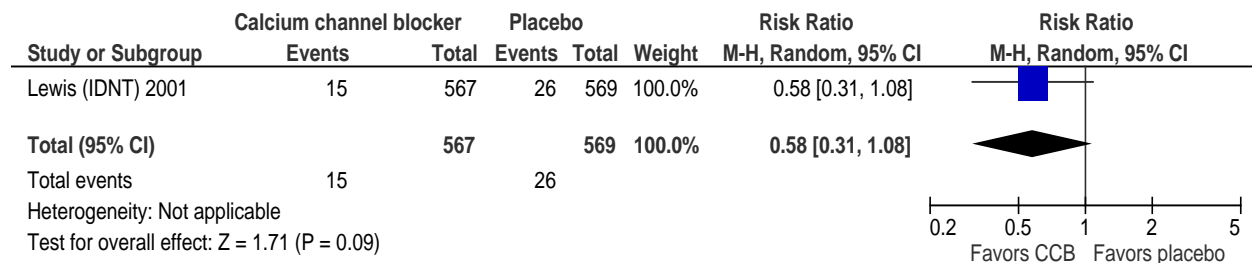 Calcium channel blocker Placebo Risk Ratio Risk Ratio
Study or Subgroup Events Total Events Total Weight M-H, Random, 95% CI M-H, Random, 95% CI
Lewis (IDNT) 2001 15 567 26 569 100.0% 0.58 [0.31, 1.08]
Total (95% CI) 567 569 100.0% 0.58 [0.31, 1.08]
Total events 15 26
Heterogeneity: Not applicable
Test for overall effect: Z = 1.71 (P = 0.09)
0.2 0.5 1 2 5
Favors CCB Favors placebo